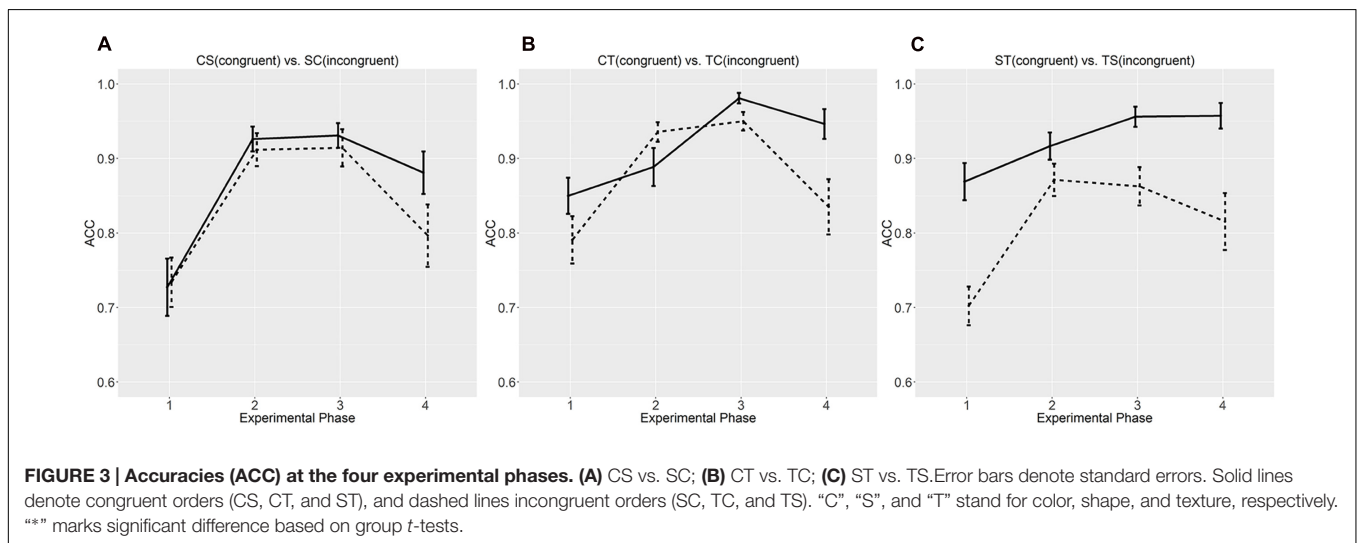 A
CS(congruent) vs. SC(incongruent)
1.0
0.9
0.8
0.7
0.6
ACC
1 2 3 4
Experimental Phase
B
CT(congruent) vs. TC(incongruent)
1.0
0.9
0.8
0.7
0.6
ACC
1 2 3 4
Experimental Phase
C
ST(congruent) vs. TS(incongruent)
1.0
0.9
0.8
0.7
0.6
ACC
1 2 3 4
Experimental Phase
FIGURE 3 | Accuracies (ACC) at the four experimental phases. (A) CS vs. SC; (B) CT vs. TC; (C) ST vs. TS.Error bars denote standard errors. Solid lines
denote congruent orders (CS, CT, and ST), and dashed lines incongruent orders (SC, TC, and TS). “C”, “S”, and “T” stand for color, shape, and texture, respectively.
“*” marks significant difference based on group t-tests.